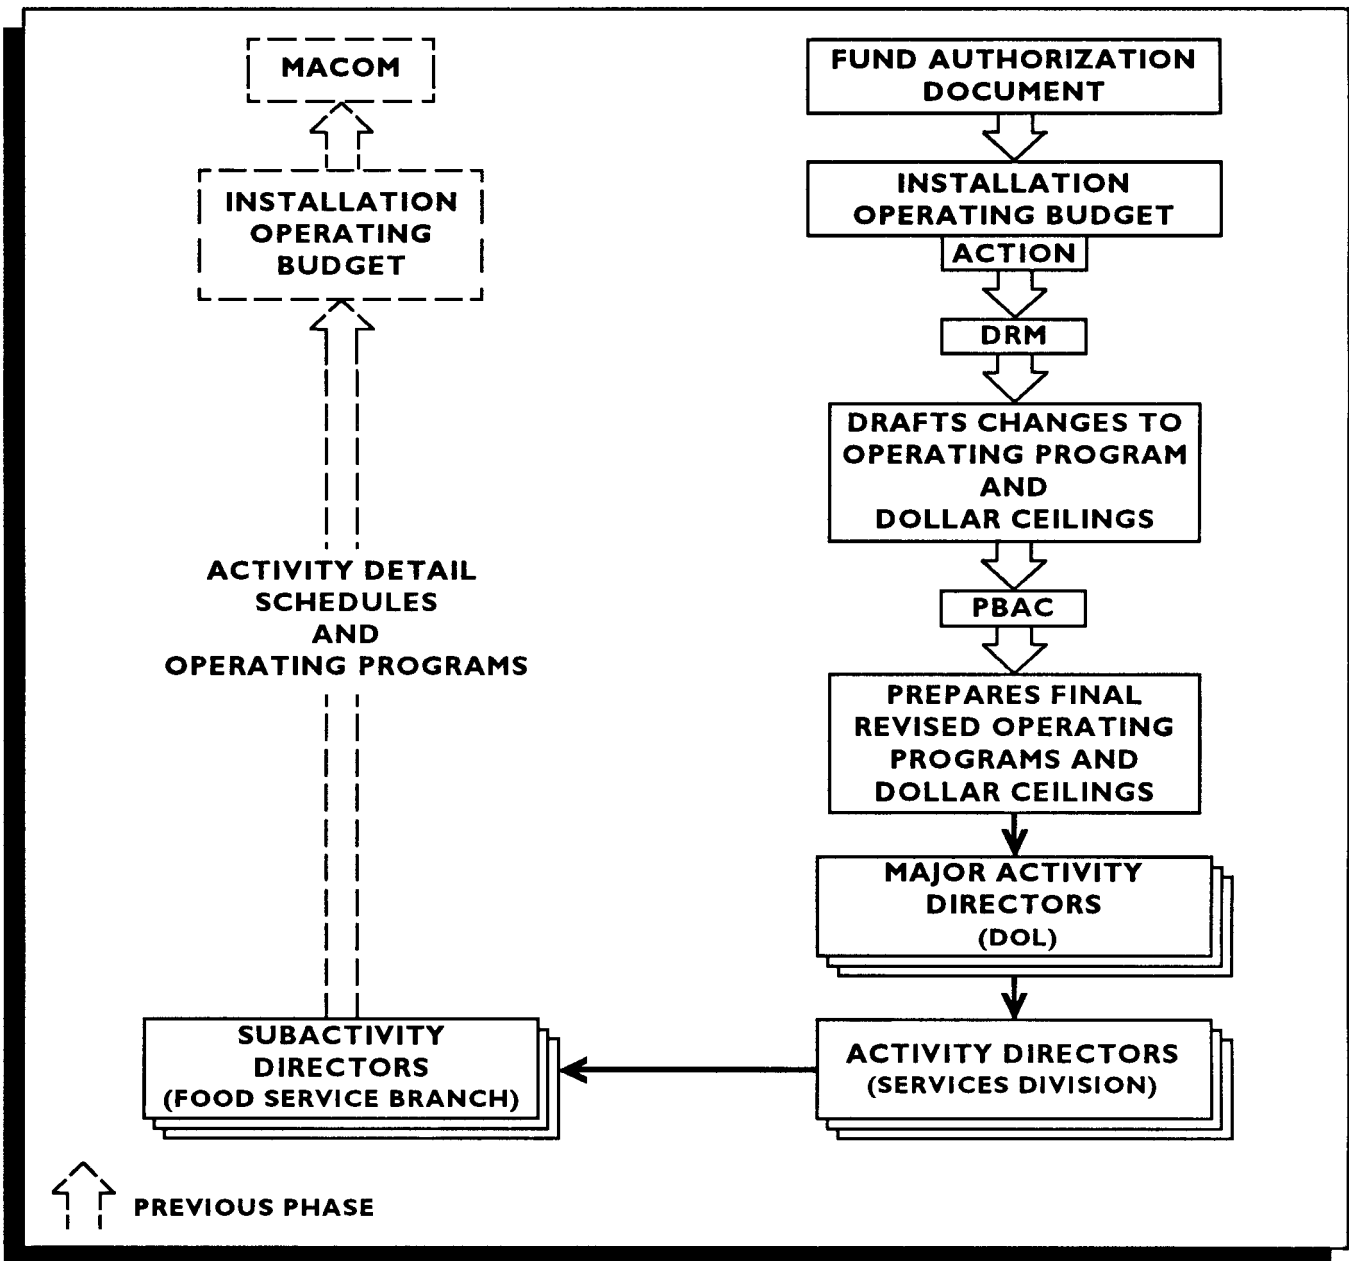 MACOM
INSTALLATION
OPERATING
BUDGET
ACTIVITY DETAIL
SCHEDULES
AND
OPERATING PROGRAMS
SUBACTIVITY
DIRECTORS
(FOOD SERVICE BRANCH)
PREVIOUS PHASE
FUND AUTHORIZATION
DOCUMENT
INSTALLATION
OPERATING BUDGET
ACTION
DRM
DRAFTS CHANGES TO
OPERATING PROGRAM
AND
DOLLAR CEILINGS
PBAC
PREPARES FINAL
REVISED OPERATING
PROGRAMS AND
DOLLAR CEILINGS
MAJOR ACTIVITY
DIRECTORS
(DOL)
ACTIVITY DIRECTORS
(SERVICES DIVISION)